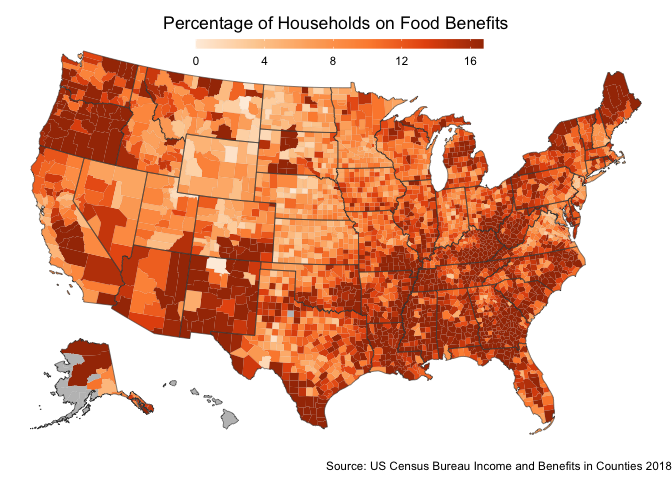 Percentage of Households on Food Benefits
0 4 8 12 16
Source: US Census Bureau Income and Benefits in Counties 2018